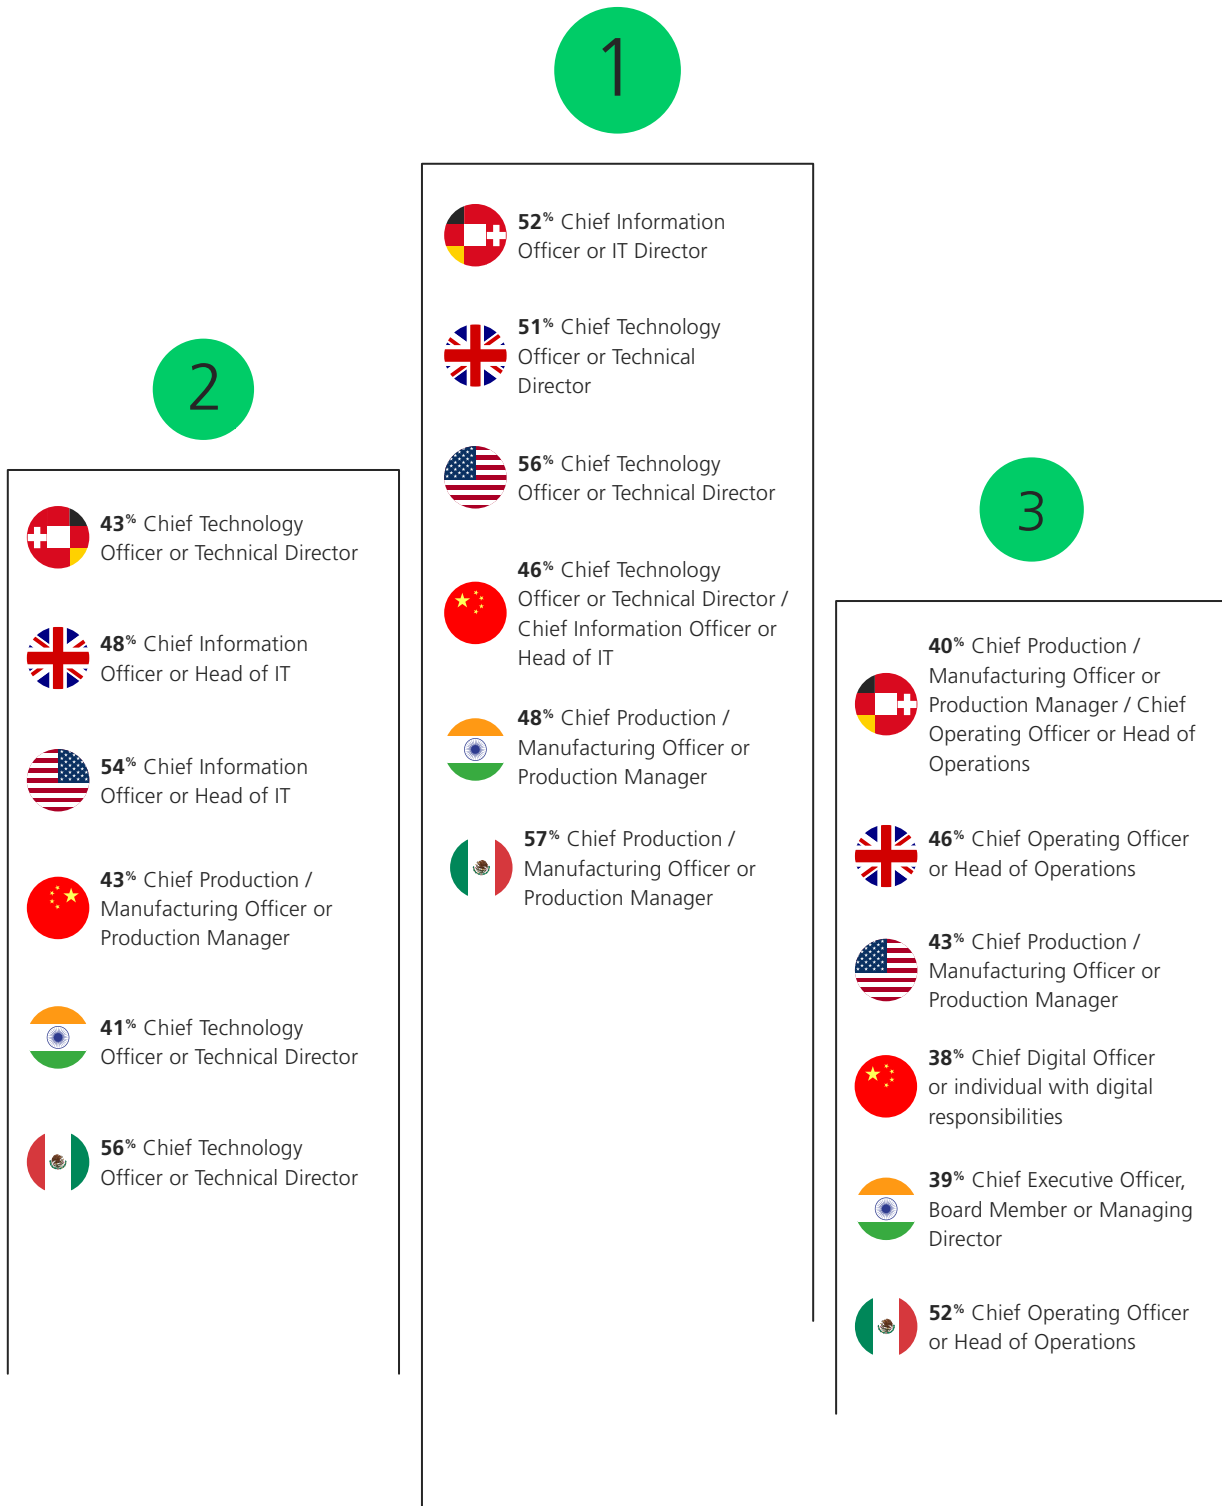 1
52% Chief Information
Officer or IT Director
51% Chief Technology
Officer or Technical
Director
56% Chief Technology
Officer or Technical Director
46% Chief Technology
Officer or Technical Director /
Chief Information Officer or
Head of IT
48% Chief Production /
Manufacturing Officer or
Production Manager
57% Chief Production /
Manufacturing Officer or
Production Manager
2
43% Chief Technology
Officer or Technical Director
48% Chief Information
Officer or Head of IT
54% Chief Information
Officer or Head of IT
43% Chief Production /
Manufacturing Officer or
Production Manager
41% Chief Technology
Officer or Technical Director
56% Chief Technology
Officer or Technical Director
3
40% Chief Production /
Manufacturing Officer or
Production Manager / Chief
Operating Officer or Head of
Operations
46% Chief Operating Officer
or Head of Operations
43% Chief Production /
Manufacturing Officer or
Production Manager
38% Chief Digital Officer
or individual with digital
responsibilities
39% Chief Executive Officer,
Board Member or Managing
Director
52% Chief Operating Officer
or Head of Operations